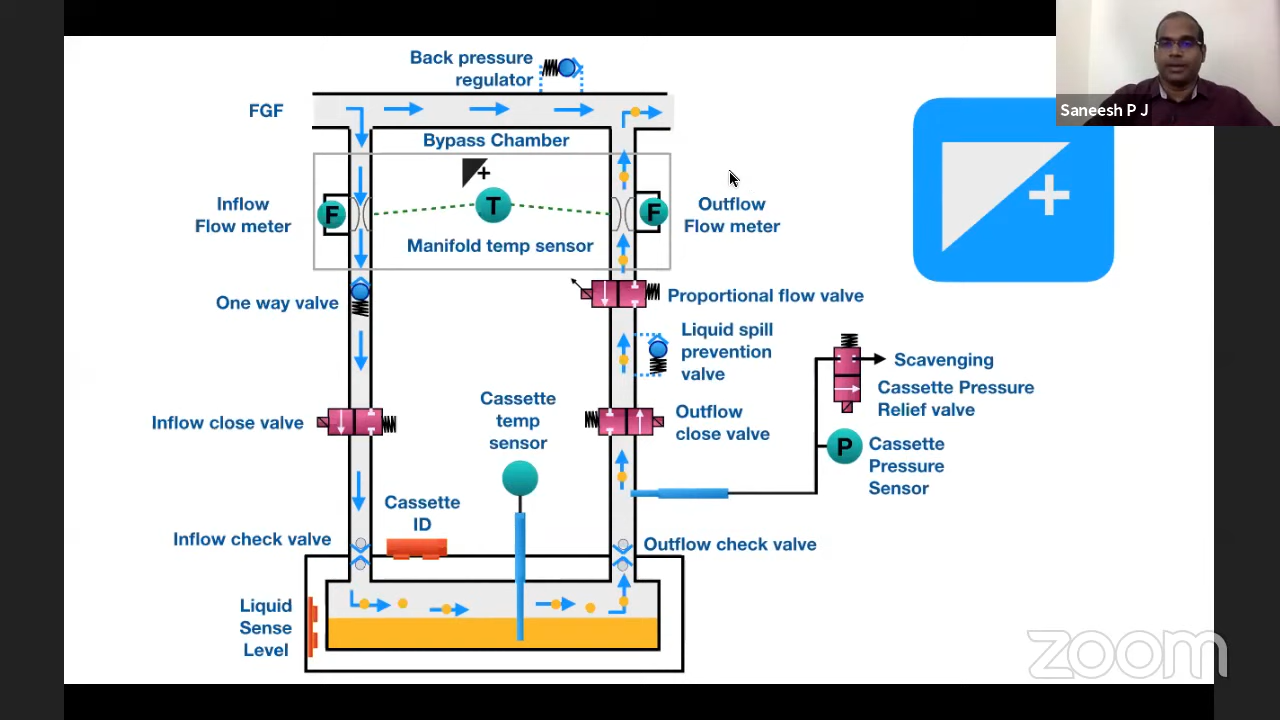 Back pressure
regulator
Saneesh P J
FGF
Bypass Chamber
+
+
Inflow
Flow meter
F
T
F
Outflow
Flow meter
Manifold temp sensor
One way valve
Proportional flow valve
Liquid spill
prevention
valve
Scavenging
Cassette Pressure
Relief valve
Inflow close valve
Cassette
temp
sensor
Outflow
close valve
P
Cassette
Pressure
Sensor
Cassette
ID
Inflow check valve
Outflow check valve
Liquid
Sense
Level
zoom